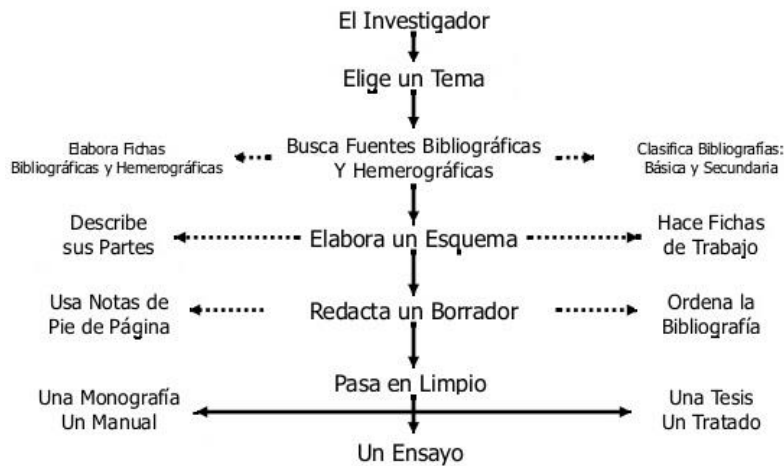 El Investigador
Elige un Tema
Elabora Fichas
Bibliográficas y Hemerográficas
Busca Fuentes Bibliográficas
Y Hemerográficas
Clasifica Bibliografías:
Básica y Secundaria
Describe
sus Partes
Elabora un Esquema
Hace Fichas
de Trabajo
Usa Notas de
Pie de Página
Redacta un Borrador
Ordena la
Bibliografía
Pasa en Limpio
Una Monografía
Un Manual
Una Tesis
Un Tratado
Un Ensayo